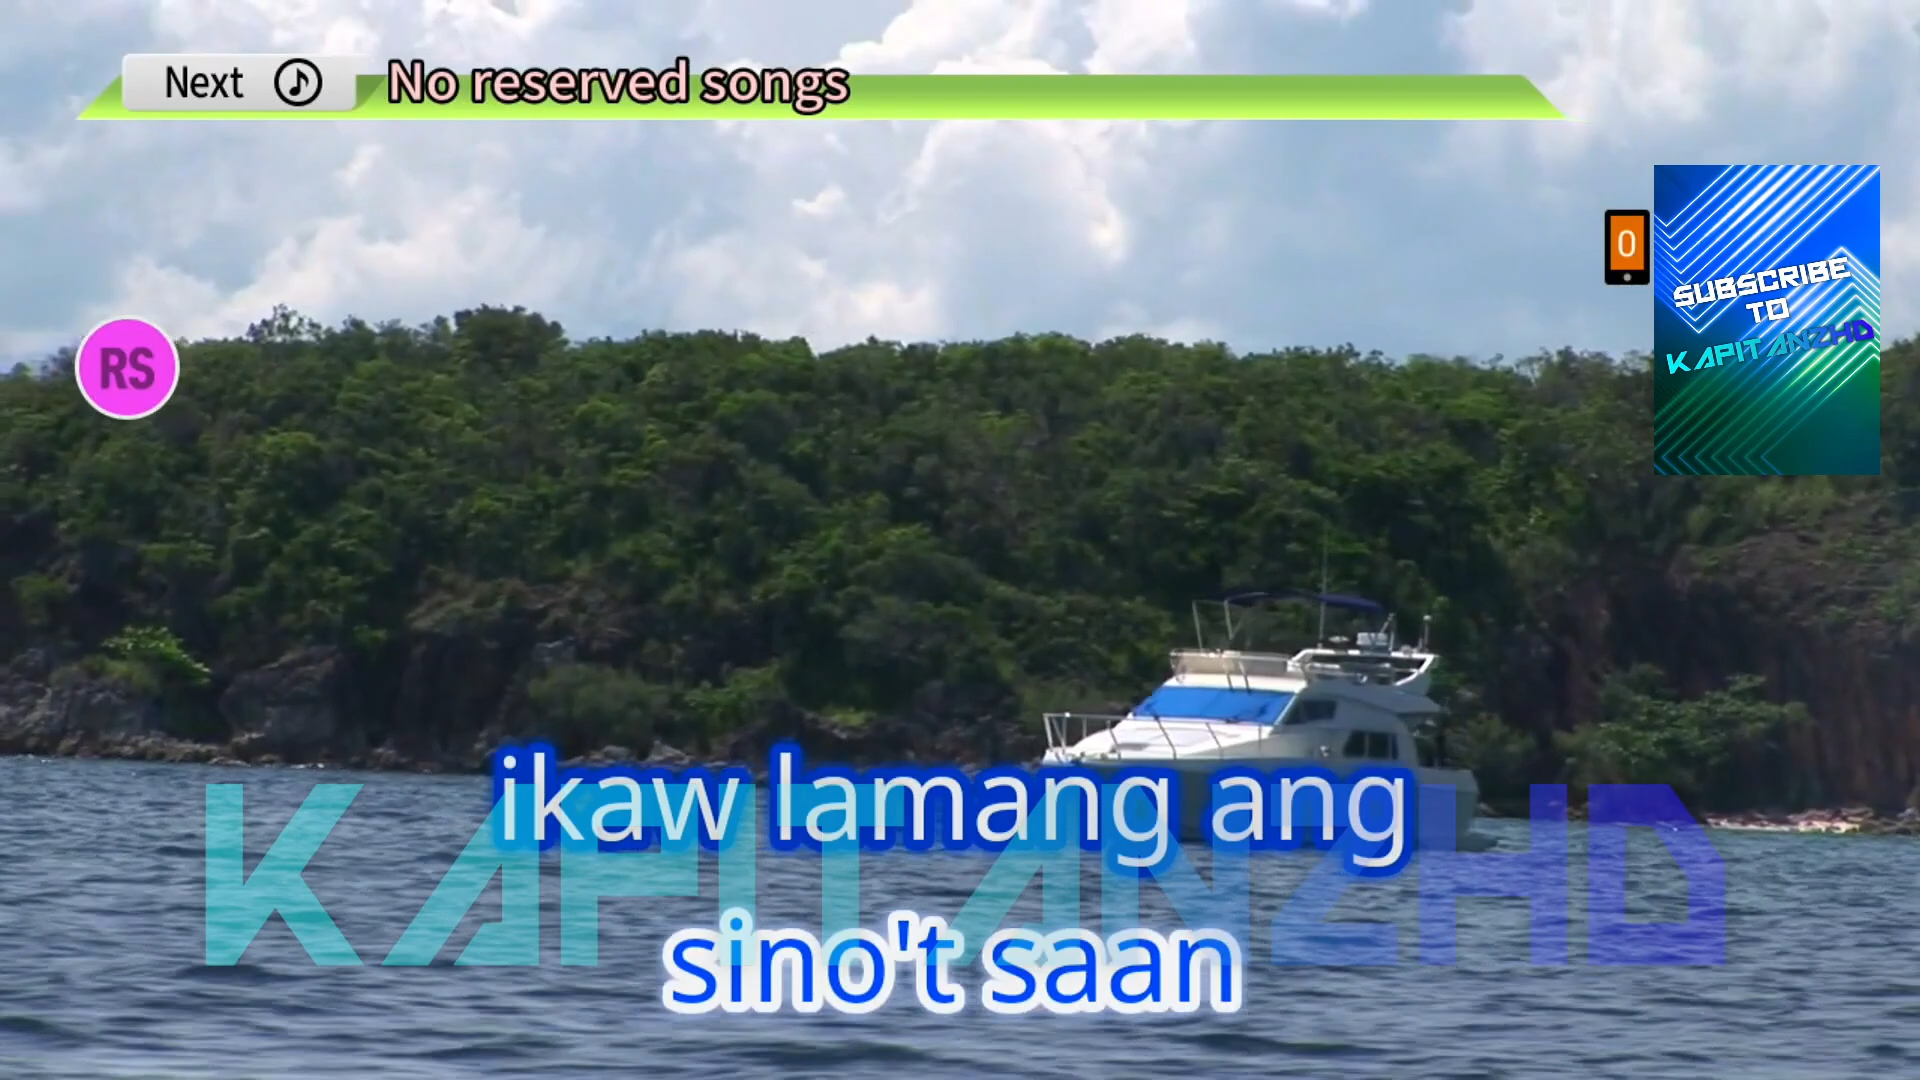 Next
No reserved songs
0
SUBSCRIBE
TO
KAPITANZHD
RS
ikaw lamang ang
KAPITANZHD
sino't saan